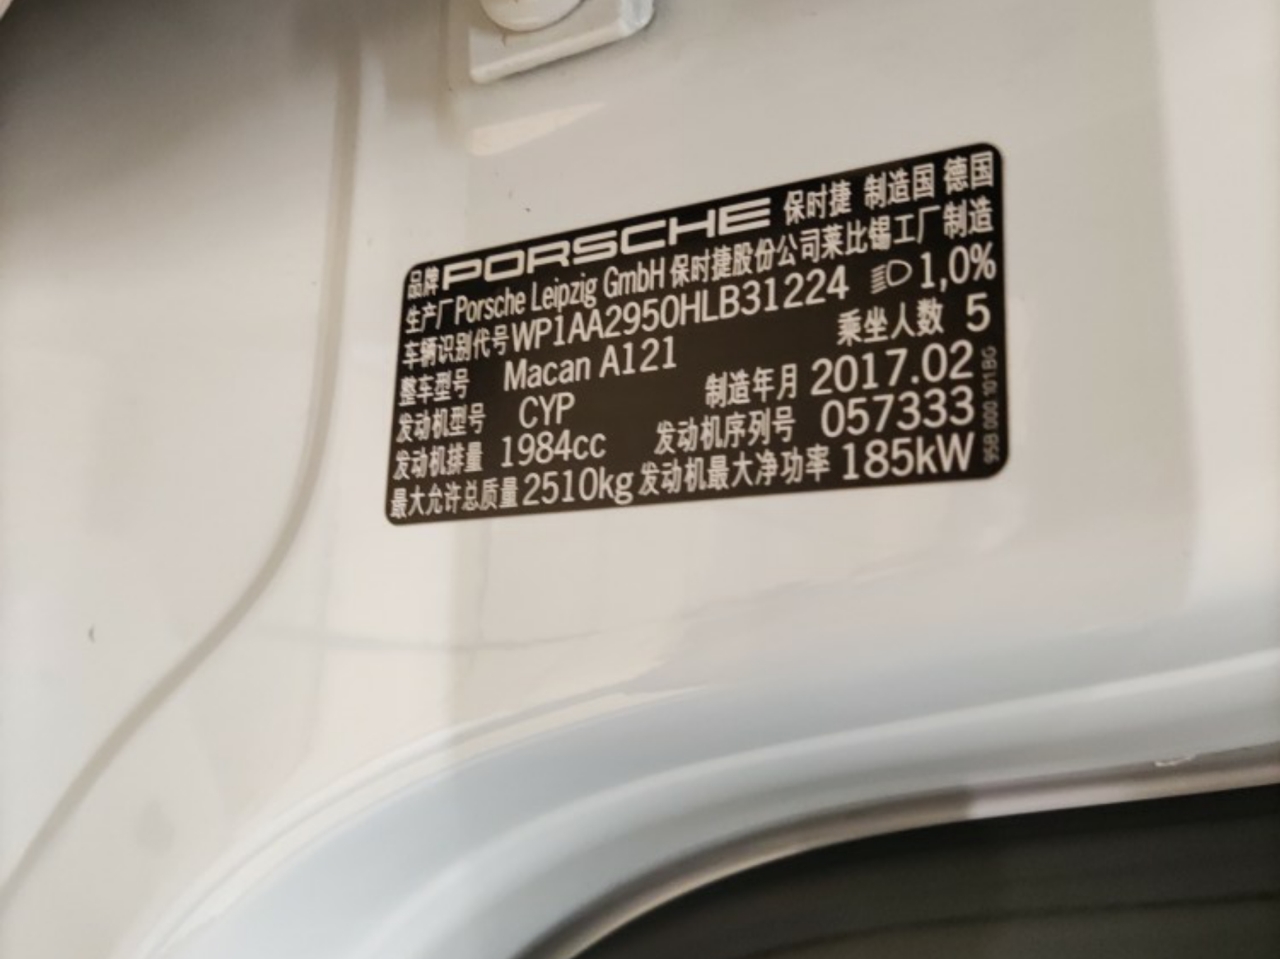 品牌 PORSCHE 保时捷 制造国 德国
生产厂 Porsche Leipzig GmbH 保时捷股份公司莱比锡工厂制造
车辆识别代号 WP1AA2950HLB31224 1,0%
整车型号 Macan A121 乘坐人数 5
发动机型号 CYP 制造年月 2017.02
发动机排量 1984cc 发动机序列号 057333
最大允许总质量 2510kg 发动机最大净功率 185kW
95B 000 101 BG